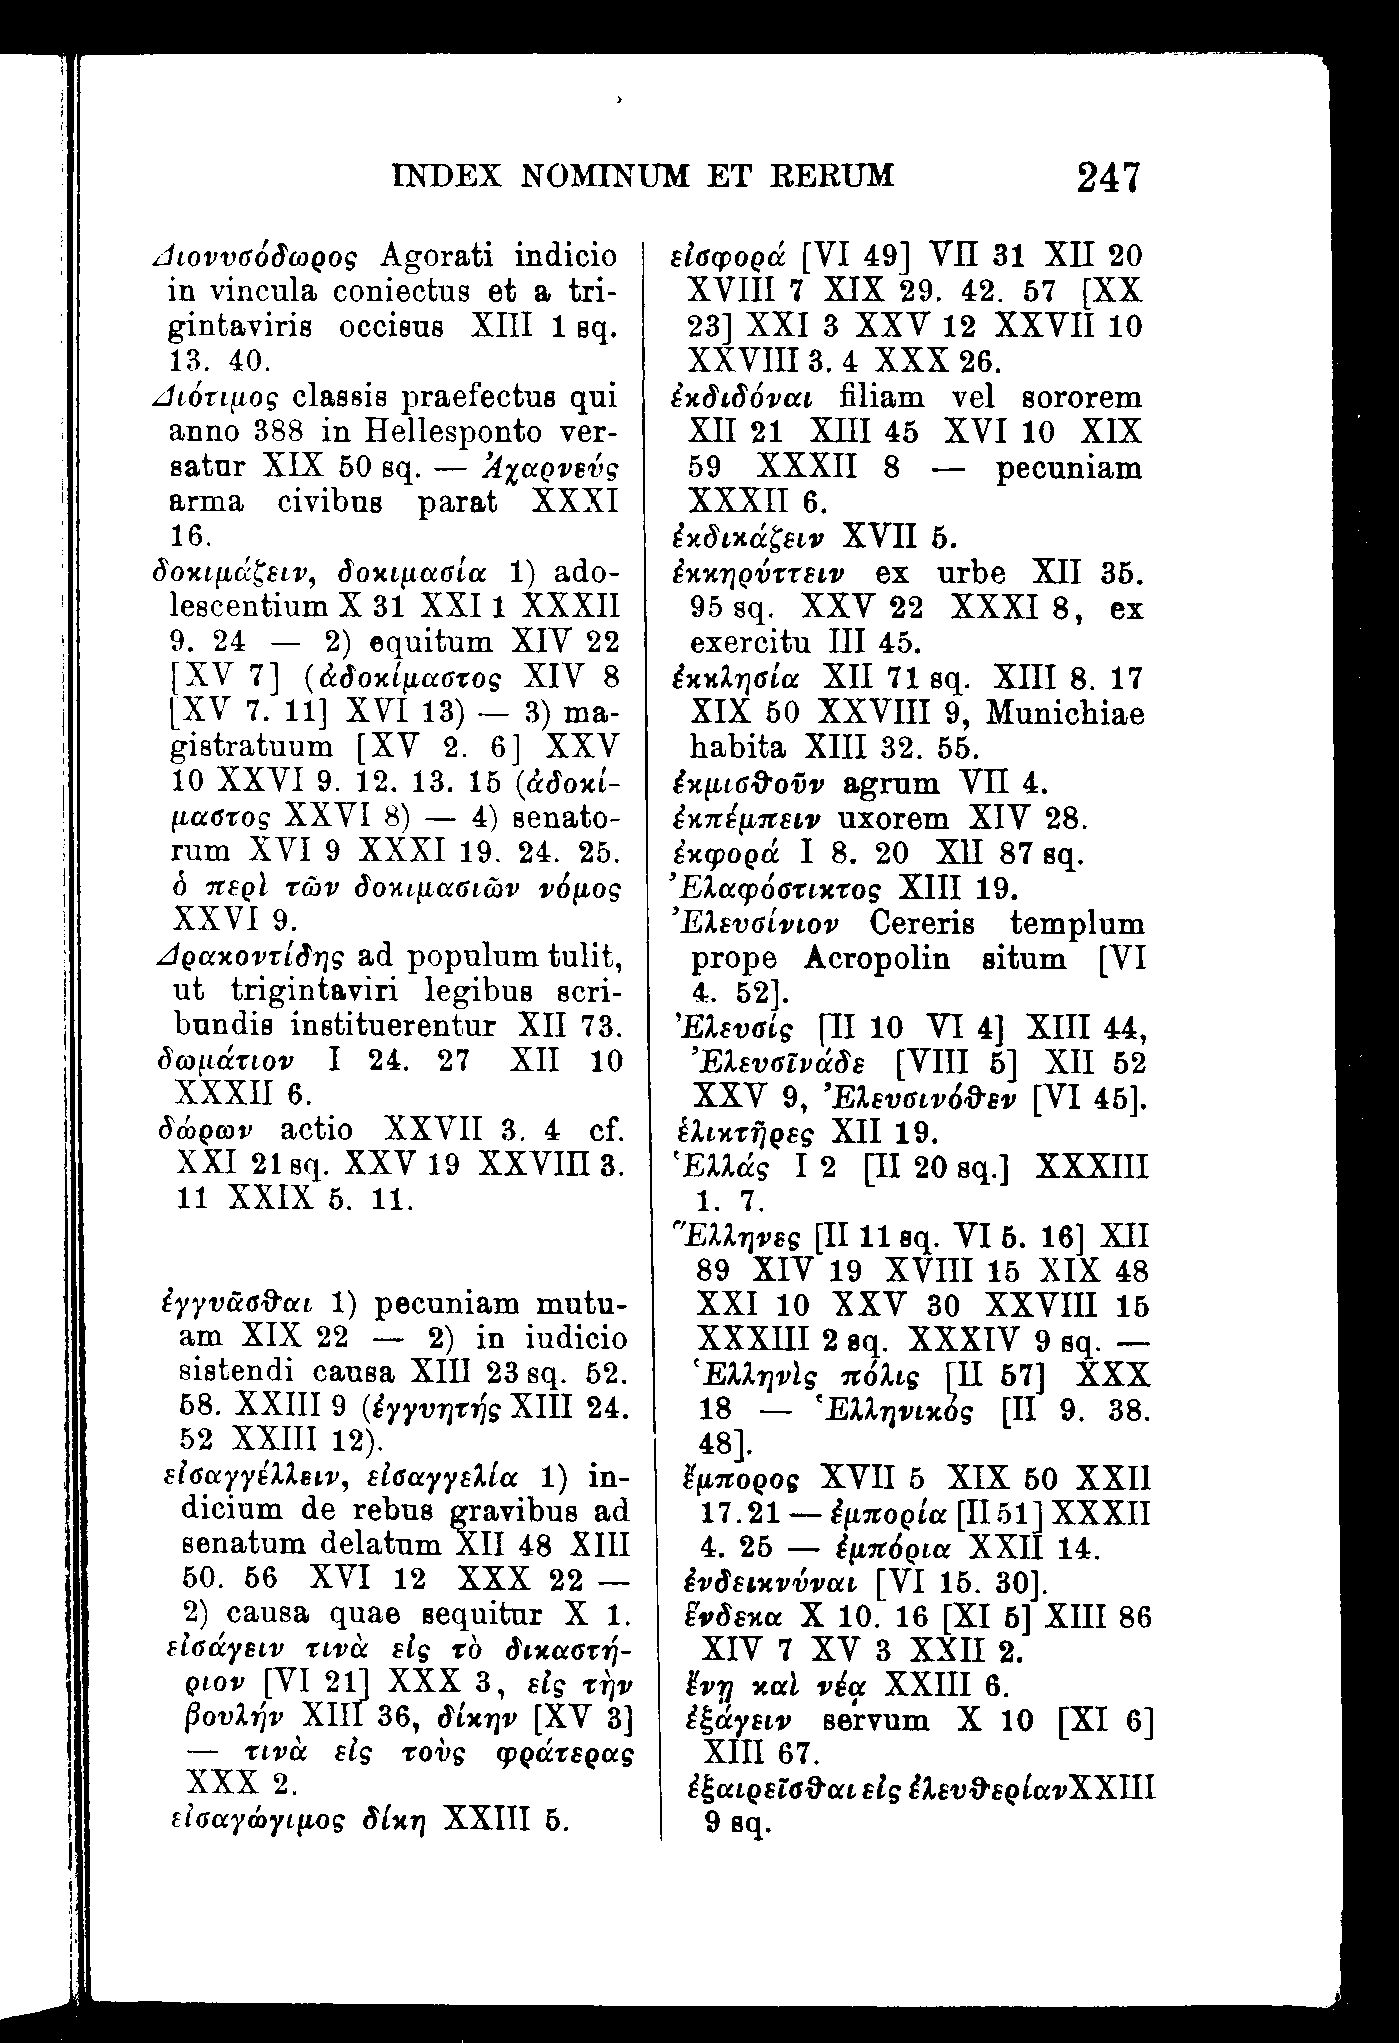 INDEX NOMINUM ET RERUM 247
Διονυσόδωρος Agorati indicio
in vincula coniectus et a tri-
gintaviris occisus XIII 1 sq.
13. 40.
Διότιμος classis praefectus qui
anno 388 in Hellesponto ver-
satur XIX 50 sq. — Ἀχαρνεύς
arma civibus parat XXXI
16.
δοκιμάζειν, δοκιμασία 1) ado-
lescentium X 31 XXI 1 XXXII
9. 24 — 2) equitum XIV 22
[XV 7] (ἀδοκίμαστος XIV 8
[XV 7. 11] XVI 13) — 3) ma-
gistratuum [XV 2. 6] XXV
10 XXVI 9. 12. 13. 15 (ἀδοκί-
μαστος XXVI 8) — 4) senato-
rum XVI 9 XXXI 19. 24. 25.
ὁ περὶ τῶν δοκιμασιῶν νόμος
XXVI 9.
Δρακοντίδης ad populum tulit,
ut trigintaviri legibus scri-
bundis instituerentur XII 73.
δωμάτιον I 24. 27 XII 10
XXXII 6.
δώρων actio XXVII 3. 4 cf.
XXI 21 sq. XXV 19 XXVIII 3.
11 XXIX 5. 11.
ἐγγυᾶσθαι 1) pecuniam mutu-
am XIX 22 — 2) in iudicio
sistendi causa XIII 23 sq. 52.
58. XXIII 9 (ἐγγυητής XIII 24.
52 XXIII 12).
εἰσαγγέλλειν, εἰσαγγελία 1) in-
dicium de rebus gravibus ad
senatum delatum XII 48 XIII
50. 56 XVI 12 XXX 22 —
2) causa quae sequitur X 1.
εἰσάγειν τινὰ εἰς τὸ δικαστή-
ριον [VI 21] XXX 3, εἰς τὴν
βουλήν XIII 36, δίκην [XV 3]
— τινὰ εἰς τοὺς φράτερας
XXX 2.
εἰσαγώγιμος δίκη XXIII 5.
εἰσφορά [VI 49] VII 31 XII 20
XVIII 7 XIX 29. 42. 57 [XX
23] XXI 3 XXV 12 XXVII 10
XXVIII 3. 4 XXX 26.
ἐκδιδόναι filiam vel sororem
XII 21 XIII 45 XVI 10 XIX
59 XXXII 8 — pecuniam
XXXII 6.
ἐκδικάζειν XVII 5.
ἐκκηρύττειν ex urbe XII 35.
95 sq. XXV 22 XXXI 8, ex
exercitu III 45.
ἐκκλησία XII 71 sq. XIII 8. 17
XIX 50 XXVIII 9, Munichiae
habita XIII 32. 55.
ἐκμισθοῦν agrum VII 4.
ἐκπέμπειν uxorem XIV 28.
ἐκφορά I 8. 20 XII 87 sq.
Ἐλαφόστικτος XIII 19.
Ἐλευσίνιον Cereris templum
prope Acropolin situm [VI
4. 52].
Ἐλευσίς [II 10 VI 4] XIII 44,
Ἐλευσῖνάδε [VIII 5] XII 52
XXV 9, Ἐλευσινόθεν [VI 45].
ἑλικτῆρες XII 19.
Ἑλλάς I 2 [II 20 sq.] XXXIII
1. 7.
Ἕλληνες [II 11 sq. VI 5. 16] XII
89 XIV 19 XVIII 15 XIX 48
XXI 10 XXV 30 XXVIII 15
XXXIII 2 sq. XXXIV 9 sq. —
Ἑλληνὶς πόλις [II 57] XXX
18 — Ἑλληνικός [II 9. 38.
48].
ἔμπορος XVII 5 XIX 50 XXII
17. 21 — ἐμπορία [II 51] XXXII
4. 25 — ἐμπόρια XXII 14.
ἐνδεικνύναι [VI 15. 30].
ἕνδεκα X 10. 16 [XI 5] XIII 86
XIV 7 XV 3 XXII 2.
ἕνῃ καὶ νέᾳ XXIII 6.
ἐξάγειν servum X 10 [XI 6]
XIII 67.
ἐξαιρεῖσθαι εἰς ἐλευθερίαν XXIII
9 sq.